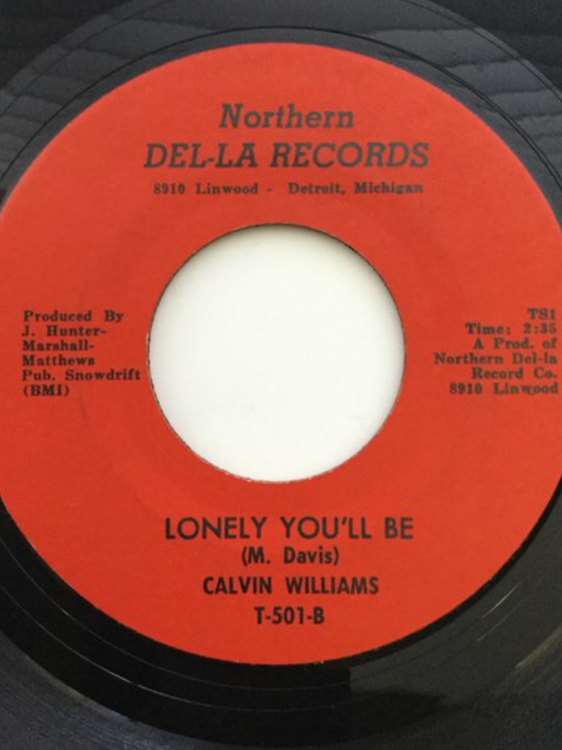 Northern
DEL-LA RECORDS
8910 Linwood - Detroit, Michigan
Produced By
J. Hunter-
Marshall-
Matthews
Pub. Snowdrift
(BMI)
TS1
Time: 2:35
A Prod. of
Northern Del-la
Record Co.
8910 Linwood
LONELY YOU'LL BE
(M. Davis)
CALVIN WILLIAMS
T-501-B